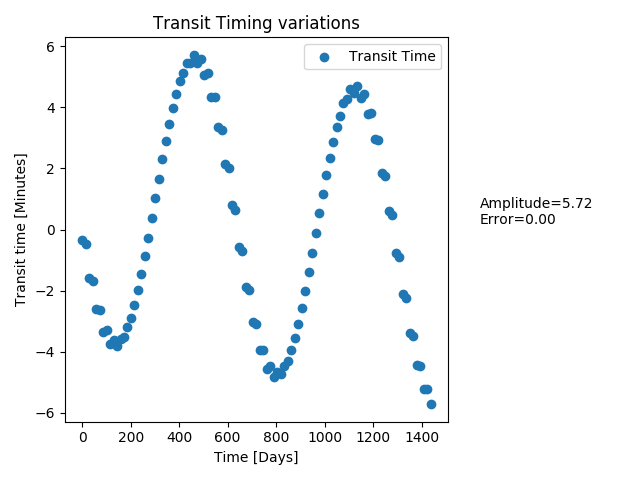 Transit Timing variations
Transit Time
Transit time [Minutes]
6
4
2
0
−2
−4
−6
0 200 400 600 800 1000 1200 1400
Time [Days]
Amplitude=5.72
Error=0.00